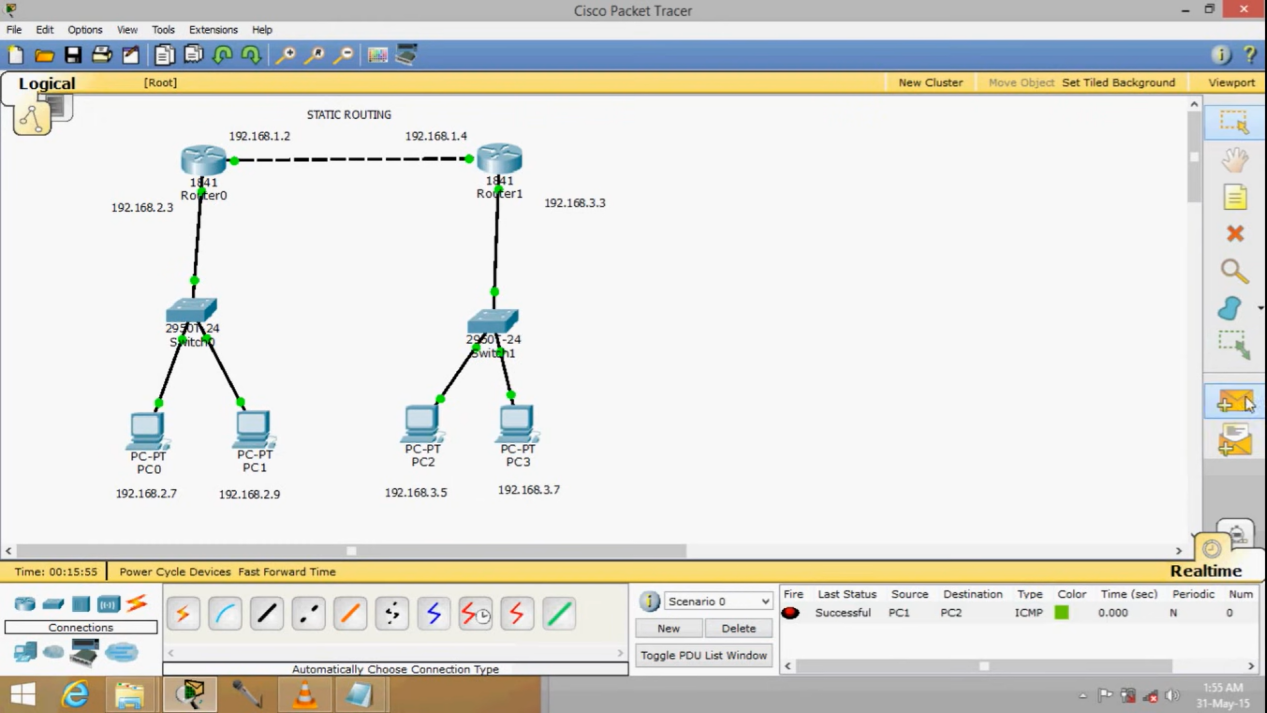 Cisco Packet Tracer
File Edit Options View Tools Extensions Help
Logical [Root] New Cluster Move Object Set Tiled Background Viewport
STATIC ROUTING
192.168.1.2 192.168.1.4
1841
Router0
1841
Router1
192.168.2.3
192.168.3.3
2950T-24
Switch0
2950T-24
Switch1
PC-PT
PC0
PC-PT
PC1
PC-PT
PC2
PC-PT
PC3
192.168.2.7
192.168.2.9
192.168.3.5
192.168.3.7
Time: 00:15:55 Power Cycle Devices Fast Forward Time Realtime
Connections
Automatically Choose Connection Type
Scenario 0
New Delete
Toggle PDU List Window
Fire Last Status Source Destination Type Color Time (sec) Periodic Num
Successful PC1 PC2 ICMP 0.000 N 0
1:55 AM
31-May-15